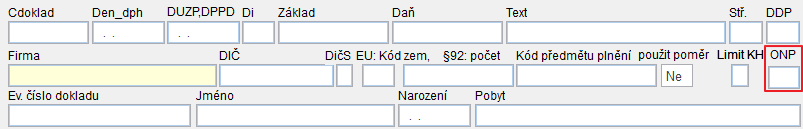 Cdoklad Den_dph DUZP,DPPD Di Základ Daň Text Stř. DDP
. . . .
Firma DIČ DičS EU: Kód zem, §92: počet Kód předmětu plnění použit poměr Limit KH ONP
Ne
Ev. číslo dokladu Jméno Narození Pobyt
. .